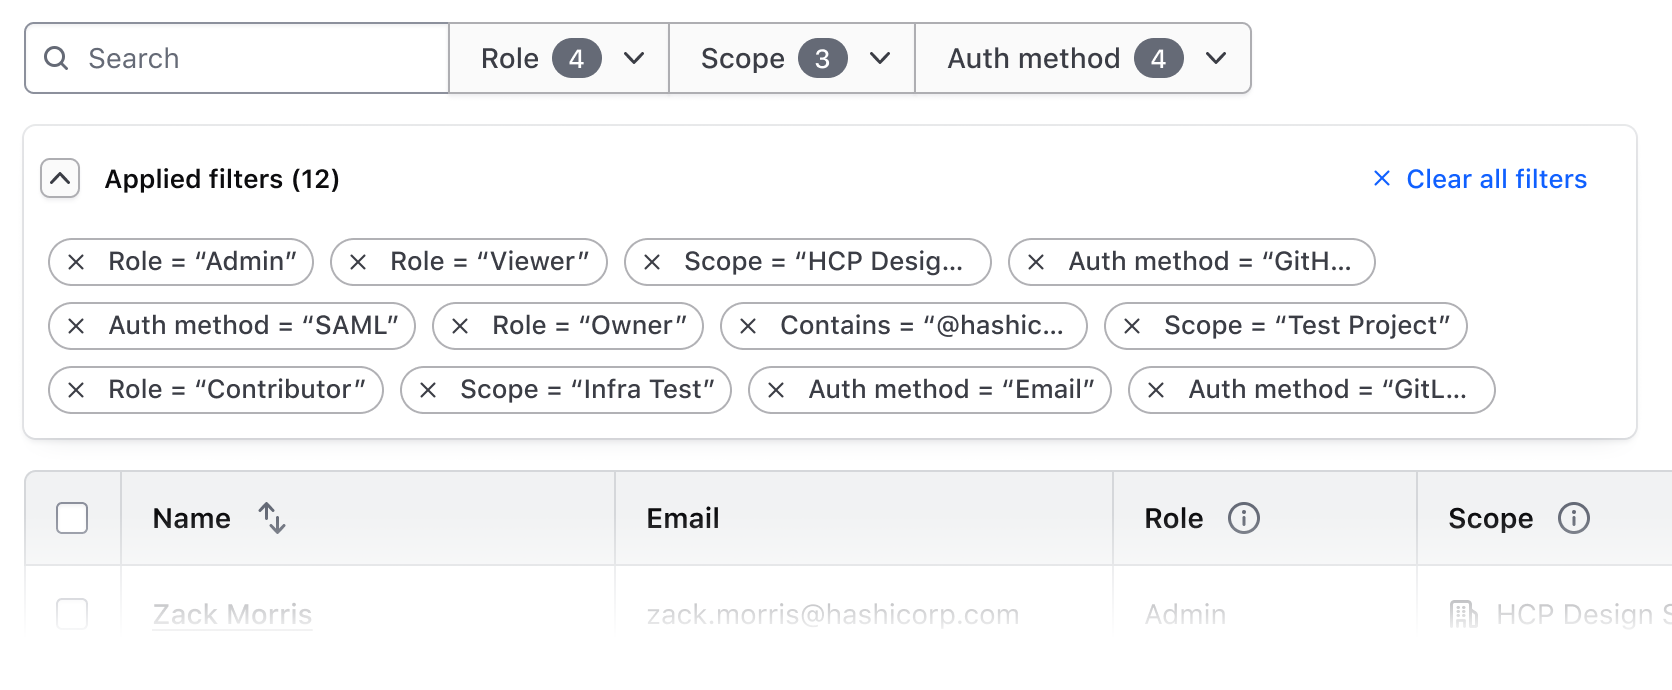 Search Role 4 Scope 3 Auth method 4
Applied filters (12) Clear all filters
Role = “Admin” Role = “Viewer” Scope = “HCP Desig... Auth method = “GitH...
Auth method = “SAML” Role = “Owner” Contains = “@hashic... Scope = “Test Project”
Role = “Contributor” Scope = “Infra Test” Auth method = “Email” Auth method = “GitL...
Name Email Role Scope
Zack Morris zack.morris@hashicorp.com Admin HCP Design S